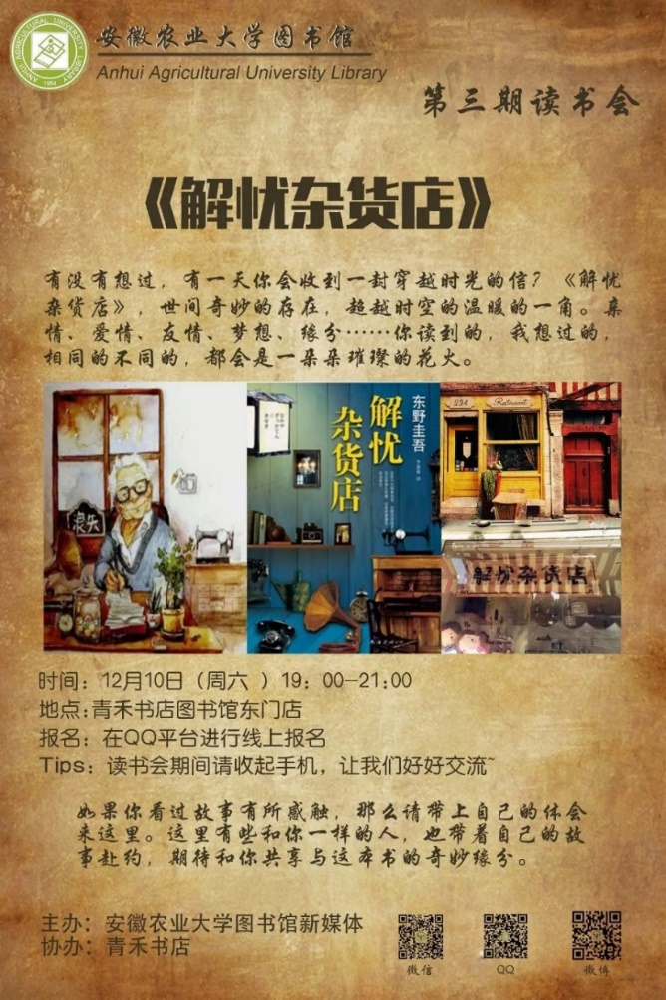 安徽农业大学图书馆
Anhui Agricultural University Library
ANHUI AGRICULTURAL UNIVERSITY LIBRARY
第三期读书会
《解忧杂货店》
有没有想过，有一天你会收到一封穿越时光的信？《解忧
杂货店》，世间奇妙的存在，超越时空的温暖的一角。亲
情、爱情、友情、梦想、缘分……你读到的，我想过的，
相同的不同的，都会是一朵朵璀璨的花火。
解忧
杂货店
东野圭吾
234
Restaurant
解忧杂货店
时间：12月10日（周六 ）19：00—21:00
地点:青禾书店图书馆东门店
报名：在QQ平台进行线上报名
Tips：读书会期间请收起手机，让我们好好交流~
如果你看过故事有所感触，那么请带上自己的体会
来这里。这里有些和你一样的人，也带着自己的故
事赴约，期待和你共享与这本书的奇妙缘分。
主办：安徽农业大学图书馆新媒体
协办：青禾书店
微信
QQ
微博